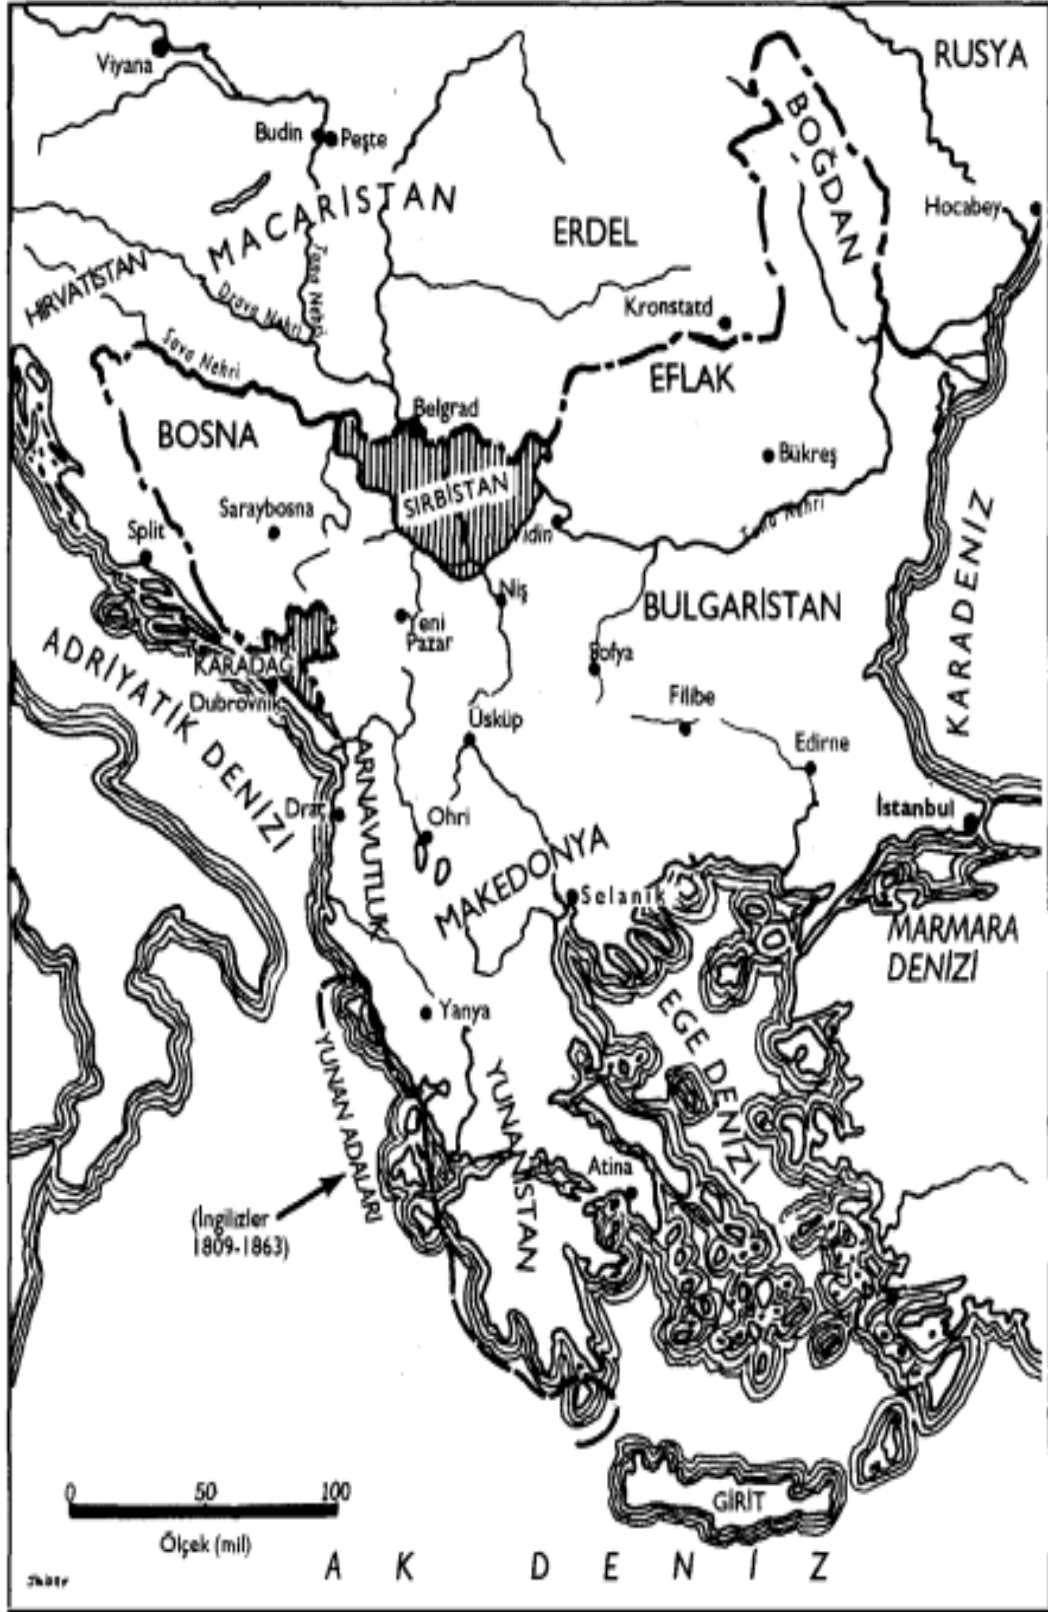 RUSYA
Viyana
Budin
Peşte
BOĞDAN
Hocabey
MACARİSTAN
ERDEL
HIRVATİSTAN
Tuna Nehri
Drava Nehri
Kronstatd
Sava Nehri
EFLAK
Belgrad
BOSNA
Bükreş
SIRBİSTAN
Saraybosna
Tuna Nehri
Split
KARADENİZ
Niş
BULGARİSTAN
Yeni
Pazar
Sofya
KARADAĞ
Dubrovnik
Filibe
ADRİYATİK DENİZİ
Üsküp
Edirne
İstanbul
Draç
ARNAVUTLUK
Ohri
MAKEDONYA
Selanik
MARMARA
DENİZİ
Yanya
EGE DENİZİ
YUNAN ADALARI
YUNANİSTAN
Atina
(İngilizler
1809-1863)
0 50 100
Ölçek (mil)
GİRİT
AK DENİZ